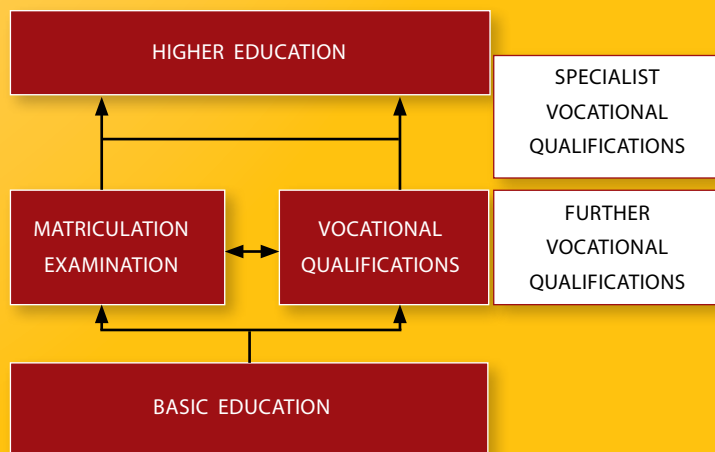 HIGHER EDUCATION
SPECIALIST
VOCATIONAL
QUALIFICATIONS
MATRICULATION
EXAMINATION
VOCATIONAL
QUALIFICATIONS
FURTHER
VOCATIONAL
QUALIFICATIONS
BASIC EDUCATION